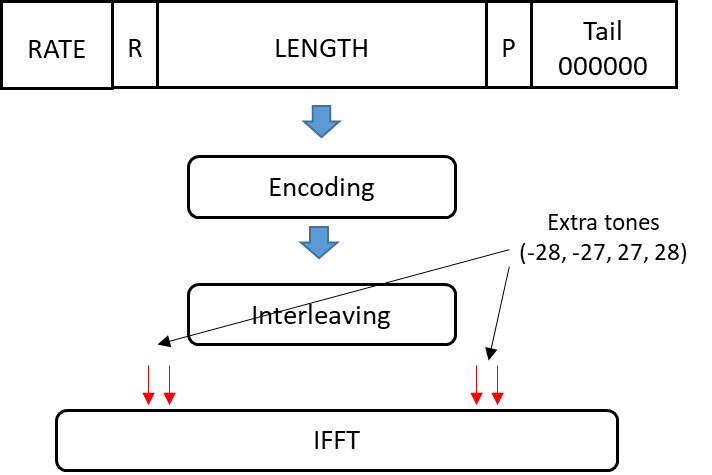 RATE R LENGTH P Tail
000000
Encoding
Extra tones
(-28, -27, 27, 28)
Interleaving
IFFT